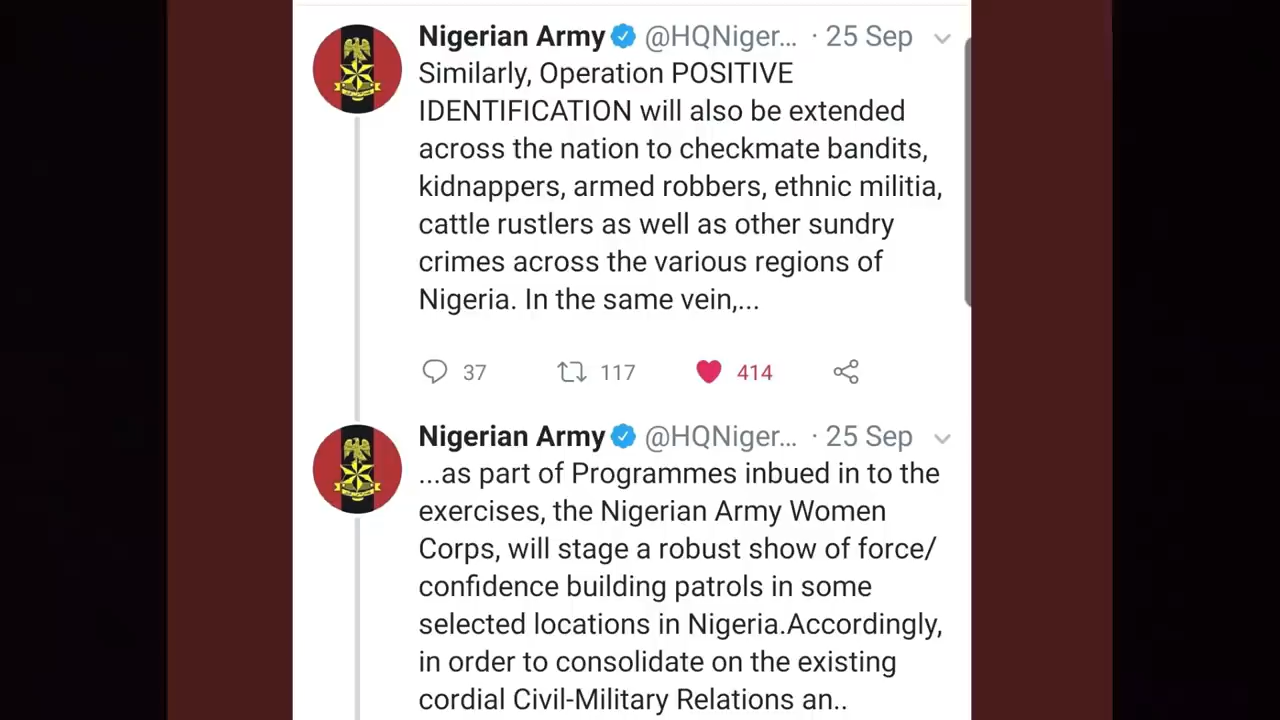 Nigerian Army @HQNiger... · 25 Sep
Similarly, Operation POSITIVE
IDENTIFICATION will also be extended
across the nation to checkmate bandits,
kidnappers, armed robbers, ethnic militia,
cattle rustlers as well as other sundry
crimes across the various regions of
Nigeria. In the same vein,...
37 117 414
Nigerian Army @HQNiger... · 25 Sep
...as part of Programmes inbued in to the
exercises, the Nigerian Army Women
Corps, will stage a robust show of force/
confidence building patrols in some
selected locations in Nigeria.Accordingly,
in order to consolidate on the existing
cordial Civil-Military Relations an..